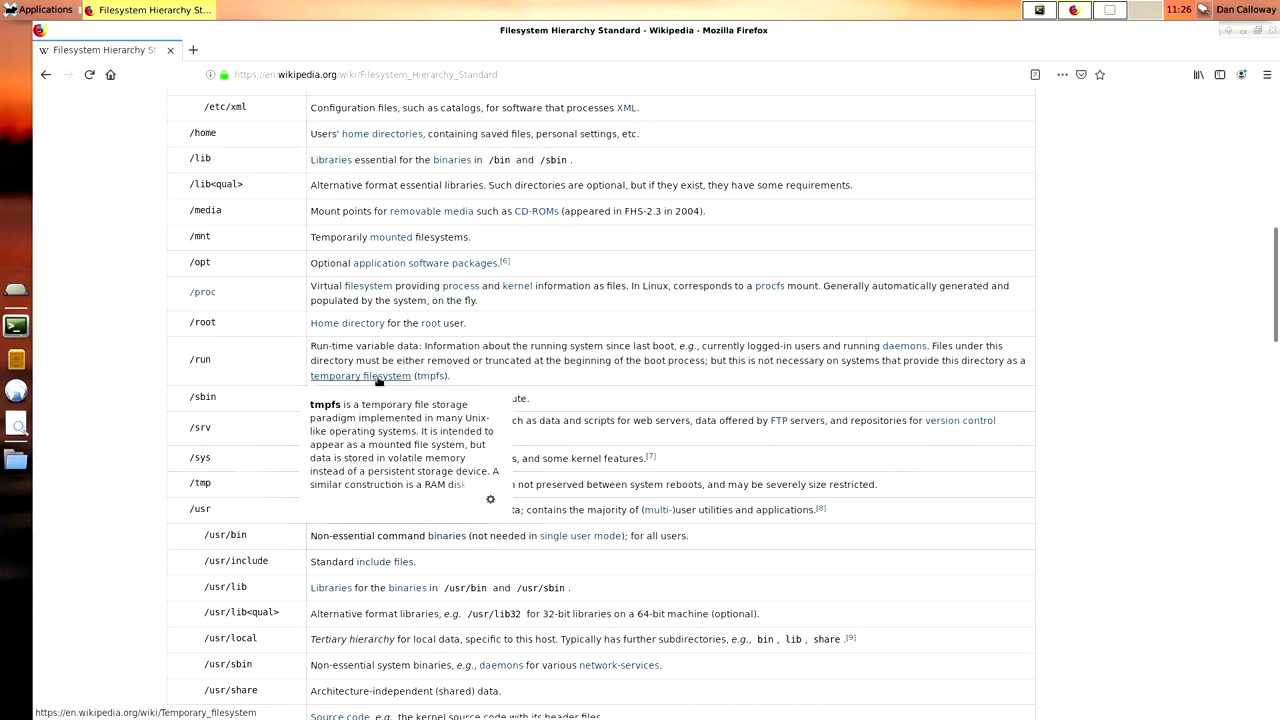 Applications
Filesystem Hierarchy St...
11:26
Dan Calloway
Filesystem Hierarchy Standard - Wikipedia - Mozilla Firefox
Filesystem Hierarchy St
https://en.wikipedia.org/wiki/Filesystem_Hierarchy_Standard
/etc/xml Configuration files, such as catalogs, for software that processes XML.
/home Users' home directories, containing saved files, personal settings, etc.
/lib Libraries essential for the binaries in /bin and /sbin .
/lib<qual> Alternative format essential libraries. Such directories are optional, but if they exist, they have some requirements.
/media Mount points for removable media such as CD-ROMs (appeared in FHS-2.3 in 2004).
/mnt Temporarily mounted filesystems.
/opt Optional application software packages.[6]
/proc Virtual filesystem providing process and kernel information as files. In Linux, corresponds to a procfs mount. Generally automatically generated and
populated by the system, on the fly.
/root Home directory for the root user.
/run Run-time variable data: Information about the running system since last boot, e.g., currently logged-in users and running daemons. Files under this
directory must be either removed or truncated at the beginning of the boot process; but this is not necessary on systems that provide this directory as a
temporary filesystem (tmpfs).
/sbin ute.
tmpfs is a temporary file storage
paradigm implemented in many Unix-
like operating systems. It is intended to
appear as a mounted file system, but
data is stored in volatile memory
instead of a persistent storage device. A
similar construction is a RAM disk
/srv ch as data and scripts for web servers, data offered by FTP servers, and repositories for version control
/sys s, and some kernel features.[7]
/tmp n not preserved between system reboots, and may be severely size restricted.
/usr ta; contains the majority of (multi-)user utilities and applications.[8]
/usr/bin Non-essential command binaries (not needed in single user mode); for all users.
/usr/include Standard include files.
/usr/lib Libraries for the binaries in /usr/bin and /usr/sbin .
/usr/lib<qual> Alternative format libraries, e.g. /usr/lib32 for 32-bit libraries on a 64-bit machine (optional).
/usr/local Tertiary hierarchy for local data, specific to this host. Typically has further subdirectories, e.g., bin , lib , share .[9]
/usr/sbin Non-essential system binaries, e.g., daemons for various network-services.
/usr/share Architecture-independent (shared) data.
Source code, e.g., the kernel source code with its header files.
https://en.wikipedia.org/wiki/Temporary_filesystem